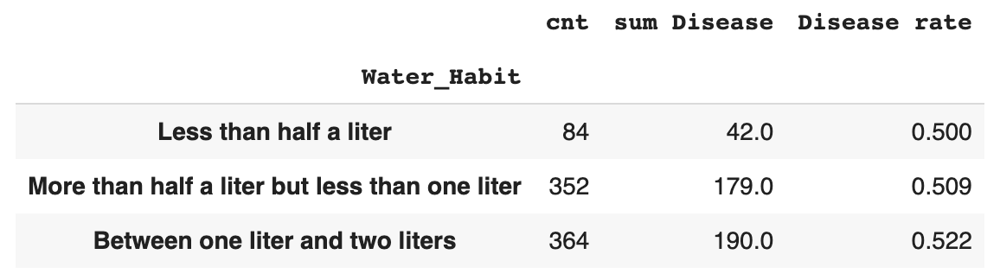 cnt sum Disease Disease rate
Water_Habit
Less than half a liter 84 42.0 0.500
More than half a liter but less than one liter 352 179.0 0.509
Between one liter and two liters 364 190.0 0.522